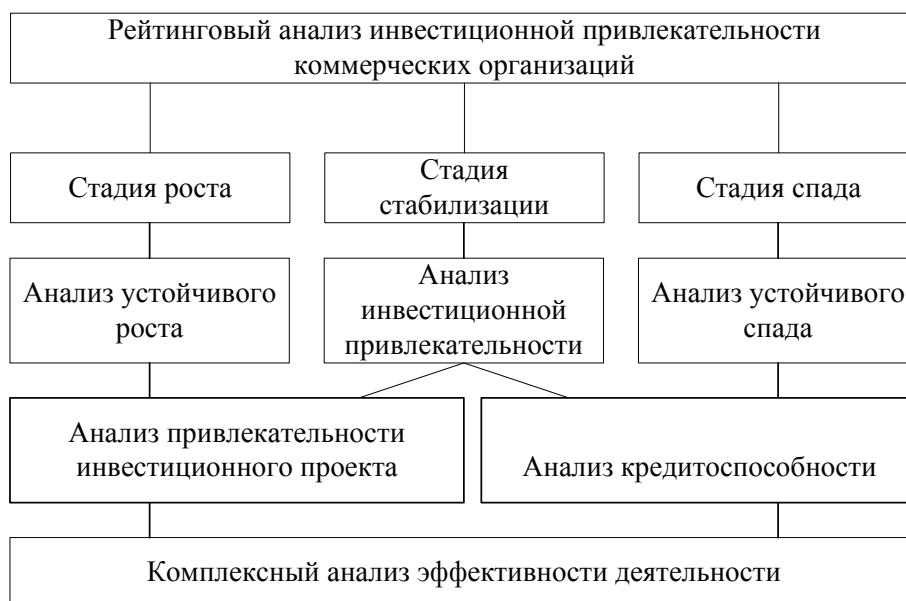 Рейтинговый анализ инвестиционной привлекательности
коммерческих организаций
Стадия роста
Стадия
стабилизации
Стадия спада
Анализ устойчивого
роста
Анализ
инвестиционной
привлекательности
Анализ устойчивого
спада
Анализ привлекательности
инвестиционного проекта
Анализ кредитоспособности
Комплексный анализ эффективности деятельности